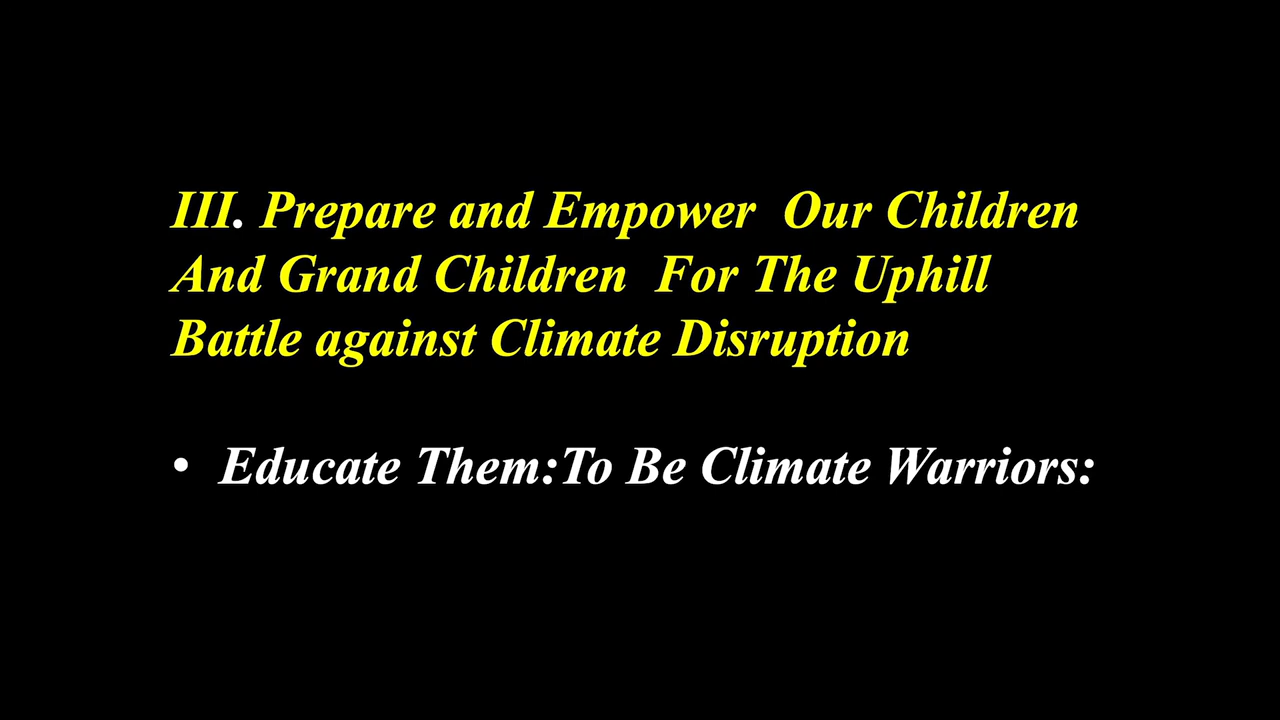 III. Prepare and Empower  Our Children
And Grand Children  For The Uphill
Battle against Climate Disruption
• Educate Them:To Be Climate Warriors: